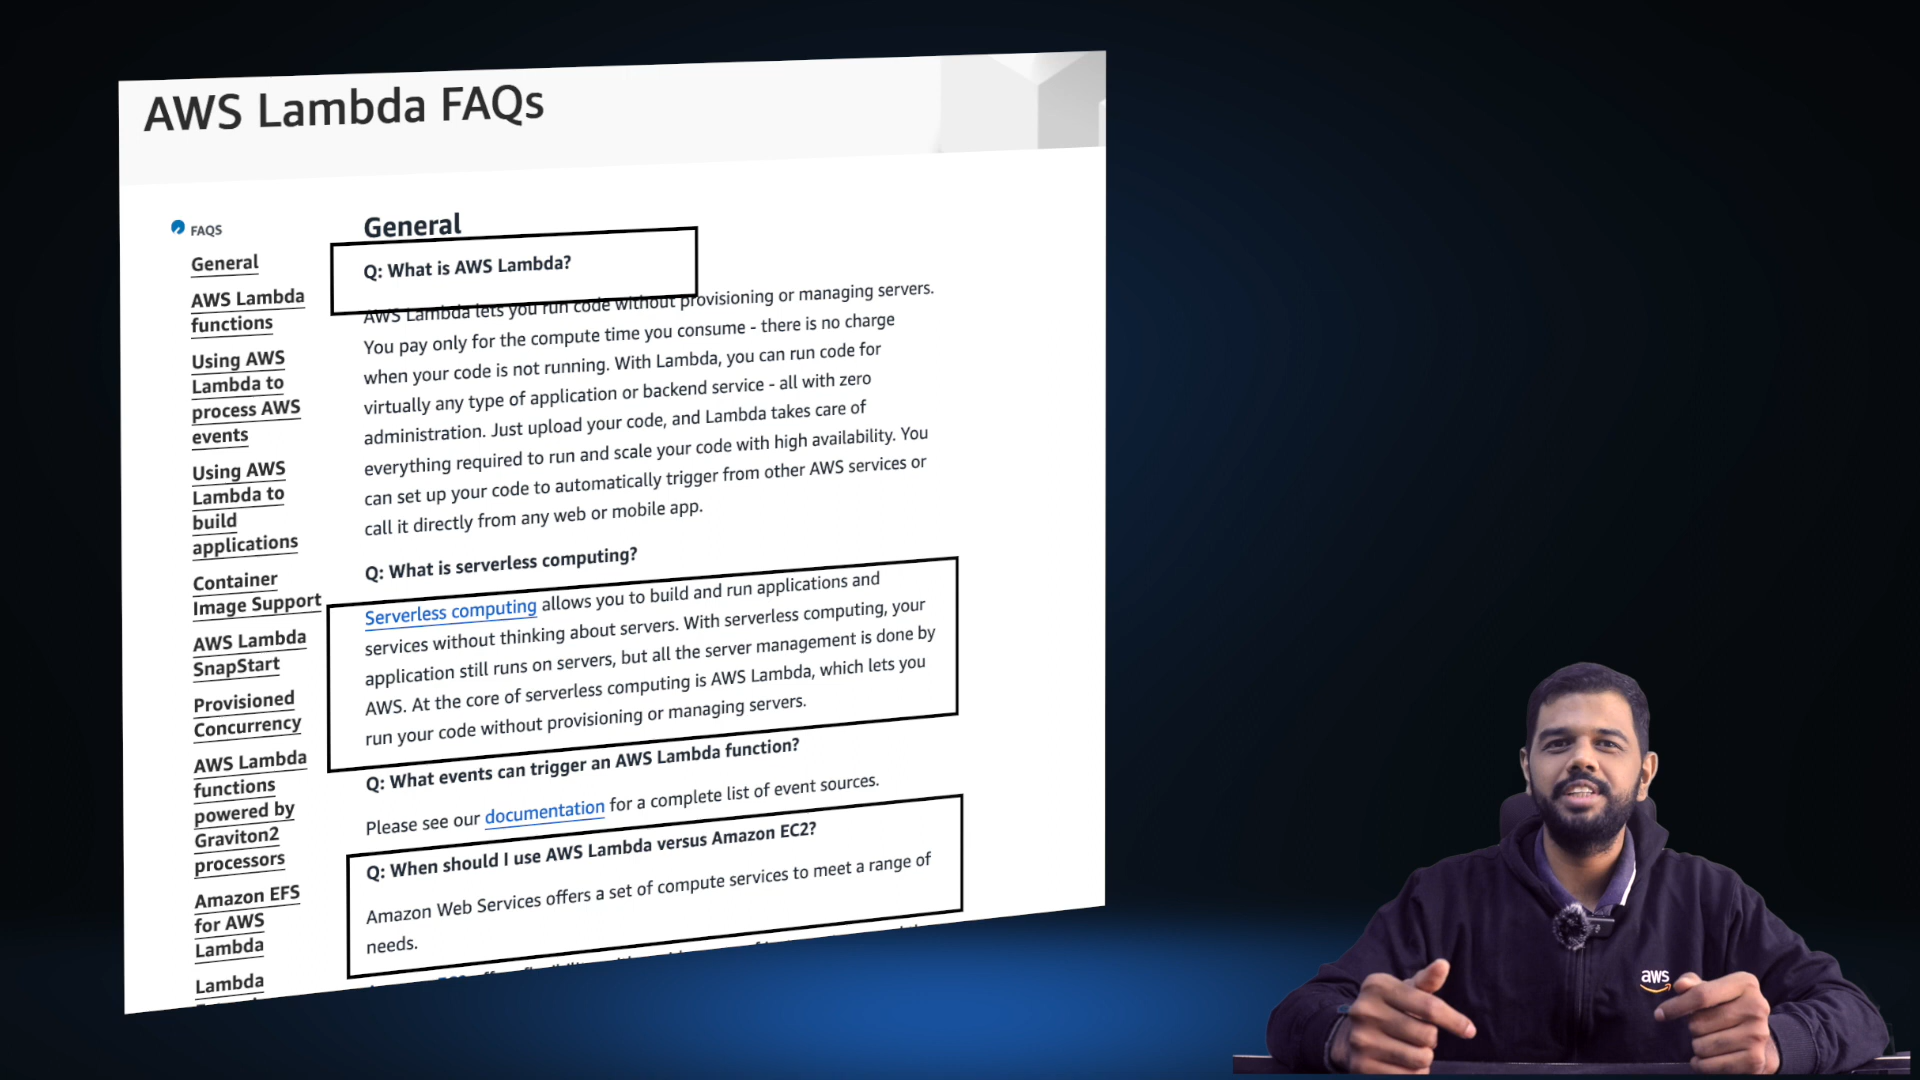 AWS Lambda FAQs
FAQS
General
AWS Lambda
functions
Using AWS
Lambda to
process AWS
events
Using AWS
Lambda to
build
applications
Container
Image Support
AWS Lambda
SnapStart
Provisioned
Concurrency
AWS Lambda
functions
powered by
Graviton2
processors
Amazon EFS
for AWS
Lambda
Lambda
General
Q: What is AWS Lambda?
AWS Lambda lets you run code without provisioning or managing servers.
You pay only for the compute time you consume - there is no charge
when your code is not running. With Lambda, you can run code for
virtually any type of application or backend service - all with zero
administration. Just upload your code, and Lambda takes care of
everything required to run and scale your code with high availability. You
can set up your code to automatically trigger from other AWS services or
call it directly from any web or mobile app.
Q: What is serverless computing?
Serverless computing allows you to build and run applications and
services without thinking about servers. With serverless computing, your
application still runs on servers, but all the server management is done by
AWS. At the core of serverless computing is AWS Lambda, which lets you
run your code without provisioning or managing servers.
Q: What events can trigger an AWS Lambda function?
Please see our documentation for a complete list of event sources.
Q: When should I use AWS Lambda versus Amazon EC2?
Amazon Web Services offers a set of compute services to meet a range of
needs.
aws